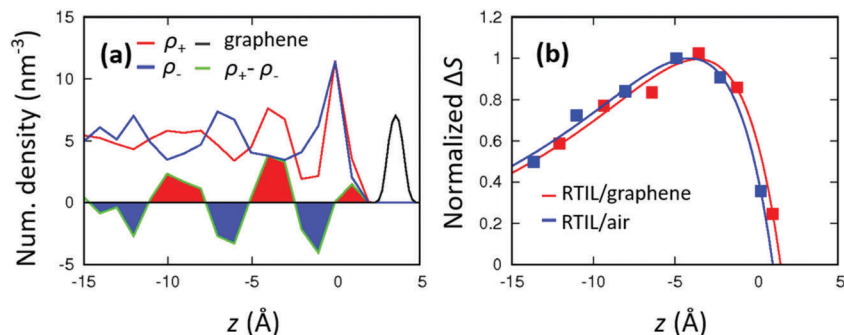 (a)
ρ+
graphene
ρ-
ρ+- ρ-
Num. density (nm⁻³)
15
10
5
0
-5
-15
-10
-5
0
5
z (Å)
(b)
Normalized ΔS
1.2
1
0.8
0.6
0.4
0.2
0
RTIL/graphene
RTIL/air
-15
-10
-5
0
5
z (Å)